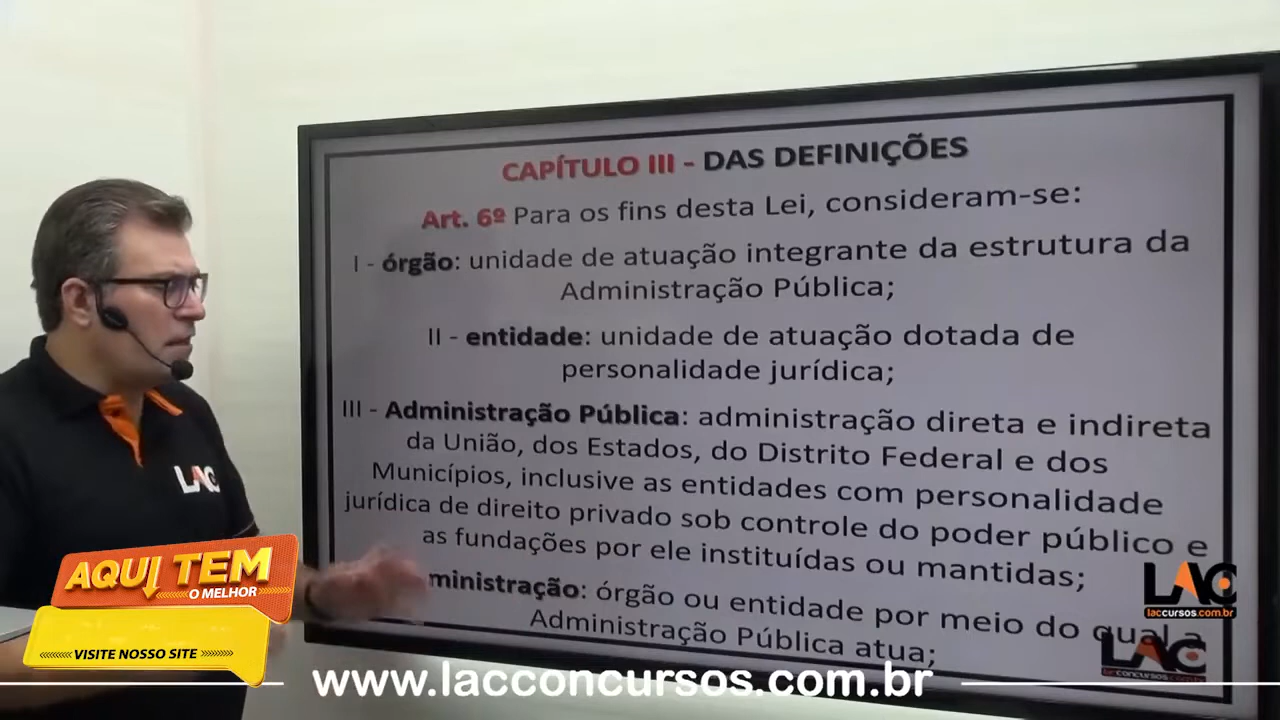 CAPÍTULO III - DAS DEFINIÇÕES
Art. 6º Para os fins desta Lei, consideram-se:
I - órgão: unidade de atuação integrante da estrutura da
Administração Pública;
II - entidade: unidade de atuação dotada de
personalidade jurídica;
III - Administração Pública: administração direta e indireta
da União, dos Estados, do Distrito Federal e dos
Municípios, inclusive as entidades com personalidade
jurídica de direito privado sob controle do poder público e
as fundações por ele instituídas ou mantidas;
ministração: órgão ou entidade por meio do qual a
Administração Pública atua;
LAC
laccursos.com.br
LAC
lacconcursos.com.br
LAC
AQUI TEM
O MELHOR
VISITE NOSSO SITE
www.lacconcursos.com.br